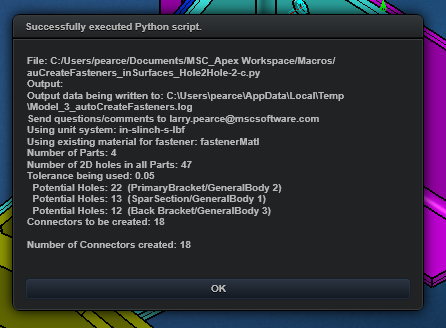 Successfully executed Python script.
File: C:/Users/pearce/Documents/MSC_Apex Workspace/Macros/
auCreateFasteners_inSurfaces_Hole2Hole-2-c.py
Output:
Output data being written to: C:\Users\pearce\AppData\Local\Temp
\Model_3_autoCreateFasteners.log
Send questions/comments to larry.pearce@mscsoftware.com
Using unit system: in-slinch-s-lbf
Using existing material for fastener: fastenerMatl
Number of Parts: 4
Number of 2D holes in all Parts: 47
Tolerance being used: 0.05
Potential Holes: 22 (PrimaryBracket/GeneralBody 2)
Potential Holes: 13 (SparSection/GeneralBody 1)
Potential Holes: 12 (Back Bracket/GeneralBody 3)
Connectors to be created: 18
Number of Connectors created: 18
OK